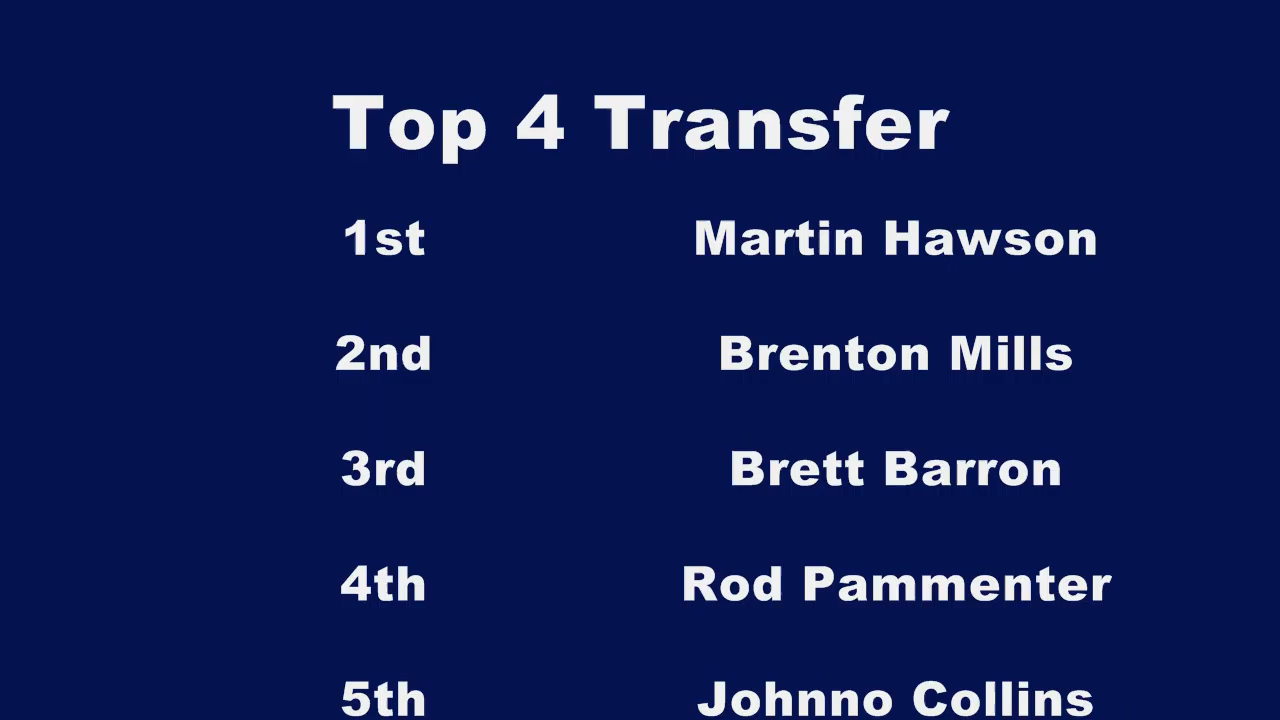 Top 4 Transfer
1st Martin Hawson
2nd Brenton Mills
3rd Brett Barron
4th Rod Pammenter
5th Johnno Collins